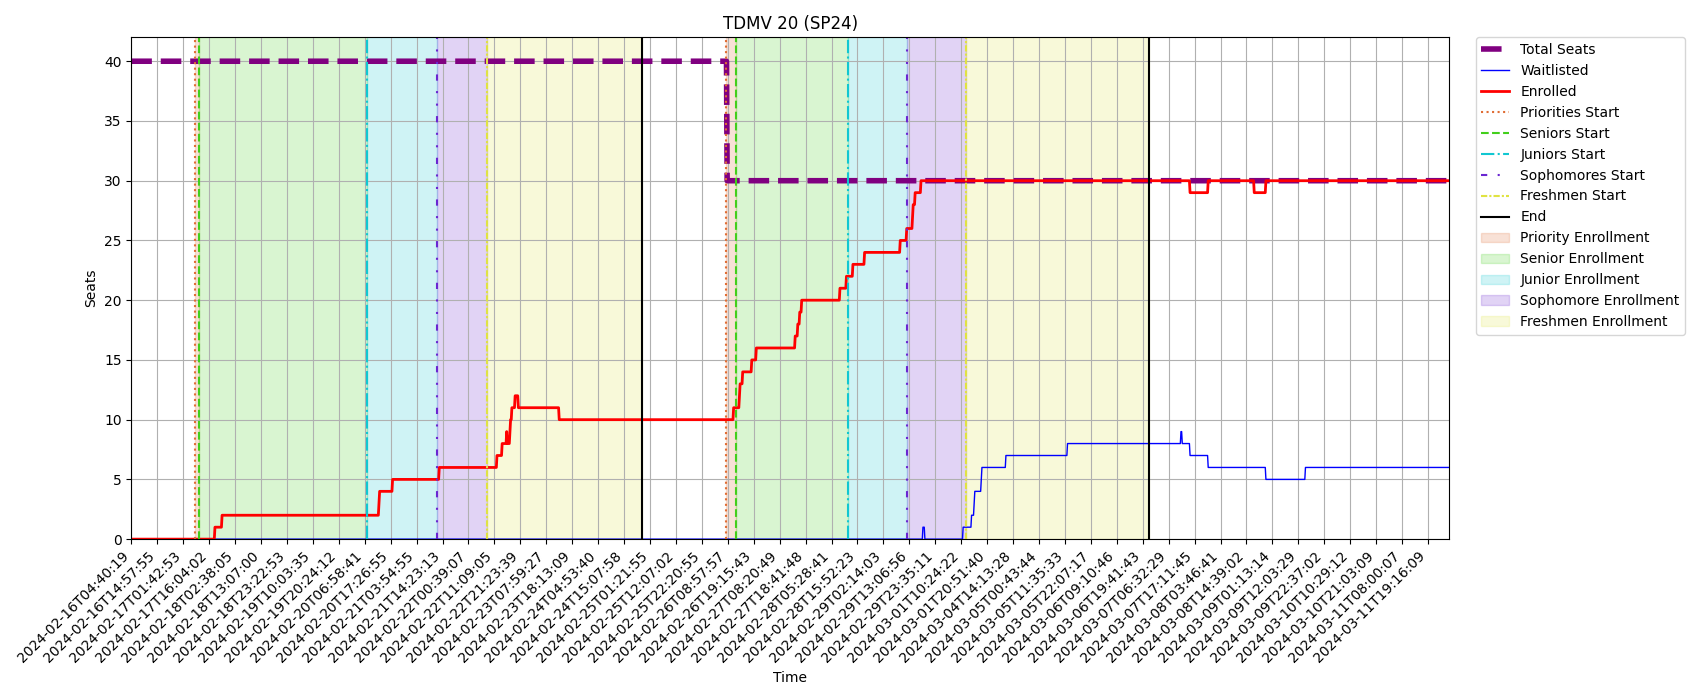 TDMV 20 (SP24)
Seats
40
35
30
25
20
15
10
5
0
2024-02-16T04:40:19
2024-02-16T14:57:55
2024-02-17T01:42:53
2024-02-17T16:04:02
2024-02-18T02:38:05
2024-02-18T13:07:00
2024-02-18T23:22:53
2024-02-19T10:03:35
2024-02-19T20:24:12
2024-02-20T06:58:41
2024-02-20T17:26:55
2024-02-21T03:54:55
2024-02-21T14:23:13
2024-02-22T00:39:07
2024-02-22T11:09:05
2024-02-22T21:23:39
2024-02-23T07:59:27
2024-02-23T18:13:09
2024-02-24T04:53:40
2024-02-24T15:07:58
2024-02-25T01:21:55
2024-02-25T12:07:02
2024-02-25T22:20:55
2024-02-26T08:57:57
2024-02-26T19:15:43
2024-02-27T08:20:49
2024-02-27T18:41:48
2024-02-28T05:28:41
2024-02-28T15:52:23
2024-02-29T02:14:03
2024-02-29T13:06:56
2024-02-29T23:35:11
2024-03-01T10:24:22
2024-03-01T20:51:40
2024-03-04T14:13:28
2024-03-05T00:43:44
2024-03-05T11:35:33
2024-03-05T22:07:17
2024-03-06T09:10:46
2024-03-06T19:41:43
2024-03-07T06:32:29
2024-03-07T17:11:45
2024-03-08T03:46:41
2024-03-08T14:39:02
2024-03-09T01:13:14
2024-03-09T12:03:29
2024-03-09T22:37:02
2024-03-10T10:29:12
2024-03-10T21:03:09
2024-03-11T08:00:07
2024-03-11T19:16:09
Time
Total Seats
Waitlisted
Enrolled
Priorities Start
Seniors Start
Juniors Start
Sophomores Start
Freshmen Start
End
Priority Enrollment
Senior Enrollment
Junior Enrollment
Sophomore Enrollment
Freshmen Enrollment